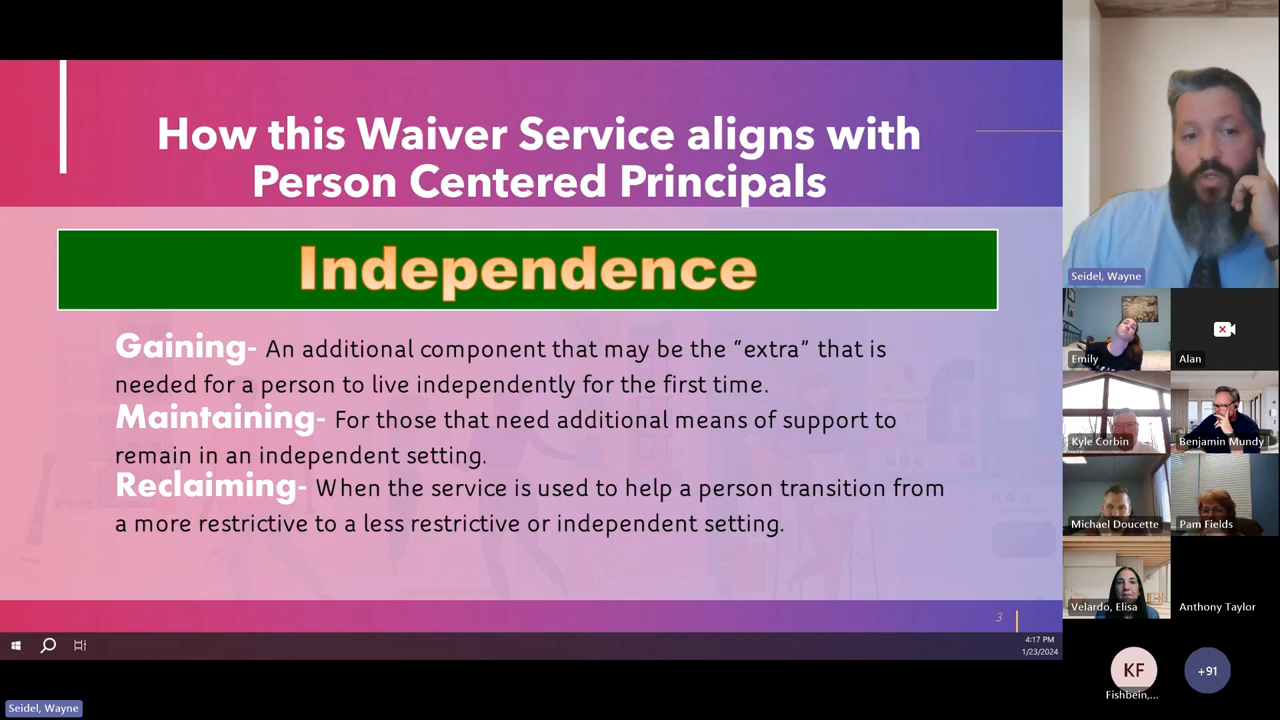 How this Waiver Service aligns with
Person Centered Principals
Independence
Gaining- An additional component that may be the “extra” that is
needed for a person to live independently for the first time.
Maintaining- For those that need additional means of support to
remain in an independent setting.
Reclaiming- When the service is used to help a person transition from
a more restrictive to a less restrictive or independent setting.
3
4:17 PM
1/23/2024
Seidel, Wayne
Seidel, Wayne
Emily
Alan
Kyle Corbin
Benjamin Mundy
Michael Doucette
Pam Fields
Velardo, Elisa
Anthony Taylor
KF
Fishbein,...
+91